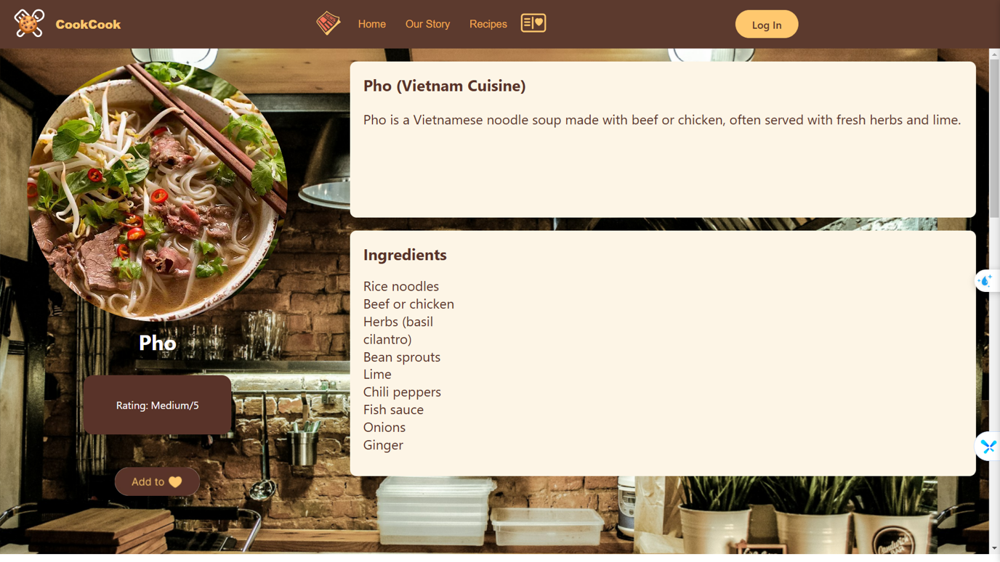 CookCook
Home
Our Story
Recipes
Log In
Pho (Vietnam Cuisine)
Pho is a Vietnamese noodle soup made with beef or chicken, often served with fresh herbs and lime.
Ingredients
Rice noodles
Beef or chicken
Herbs (basil
cilantro)
Bean sprouts
Lime
Chili peppers
Fish sauce
Onions
Ginger
Pho
Rating: Medium/5
Add to